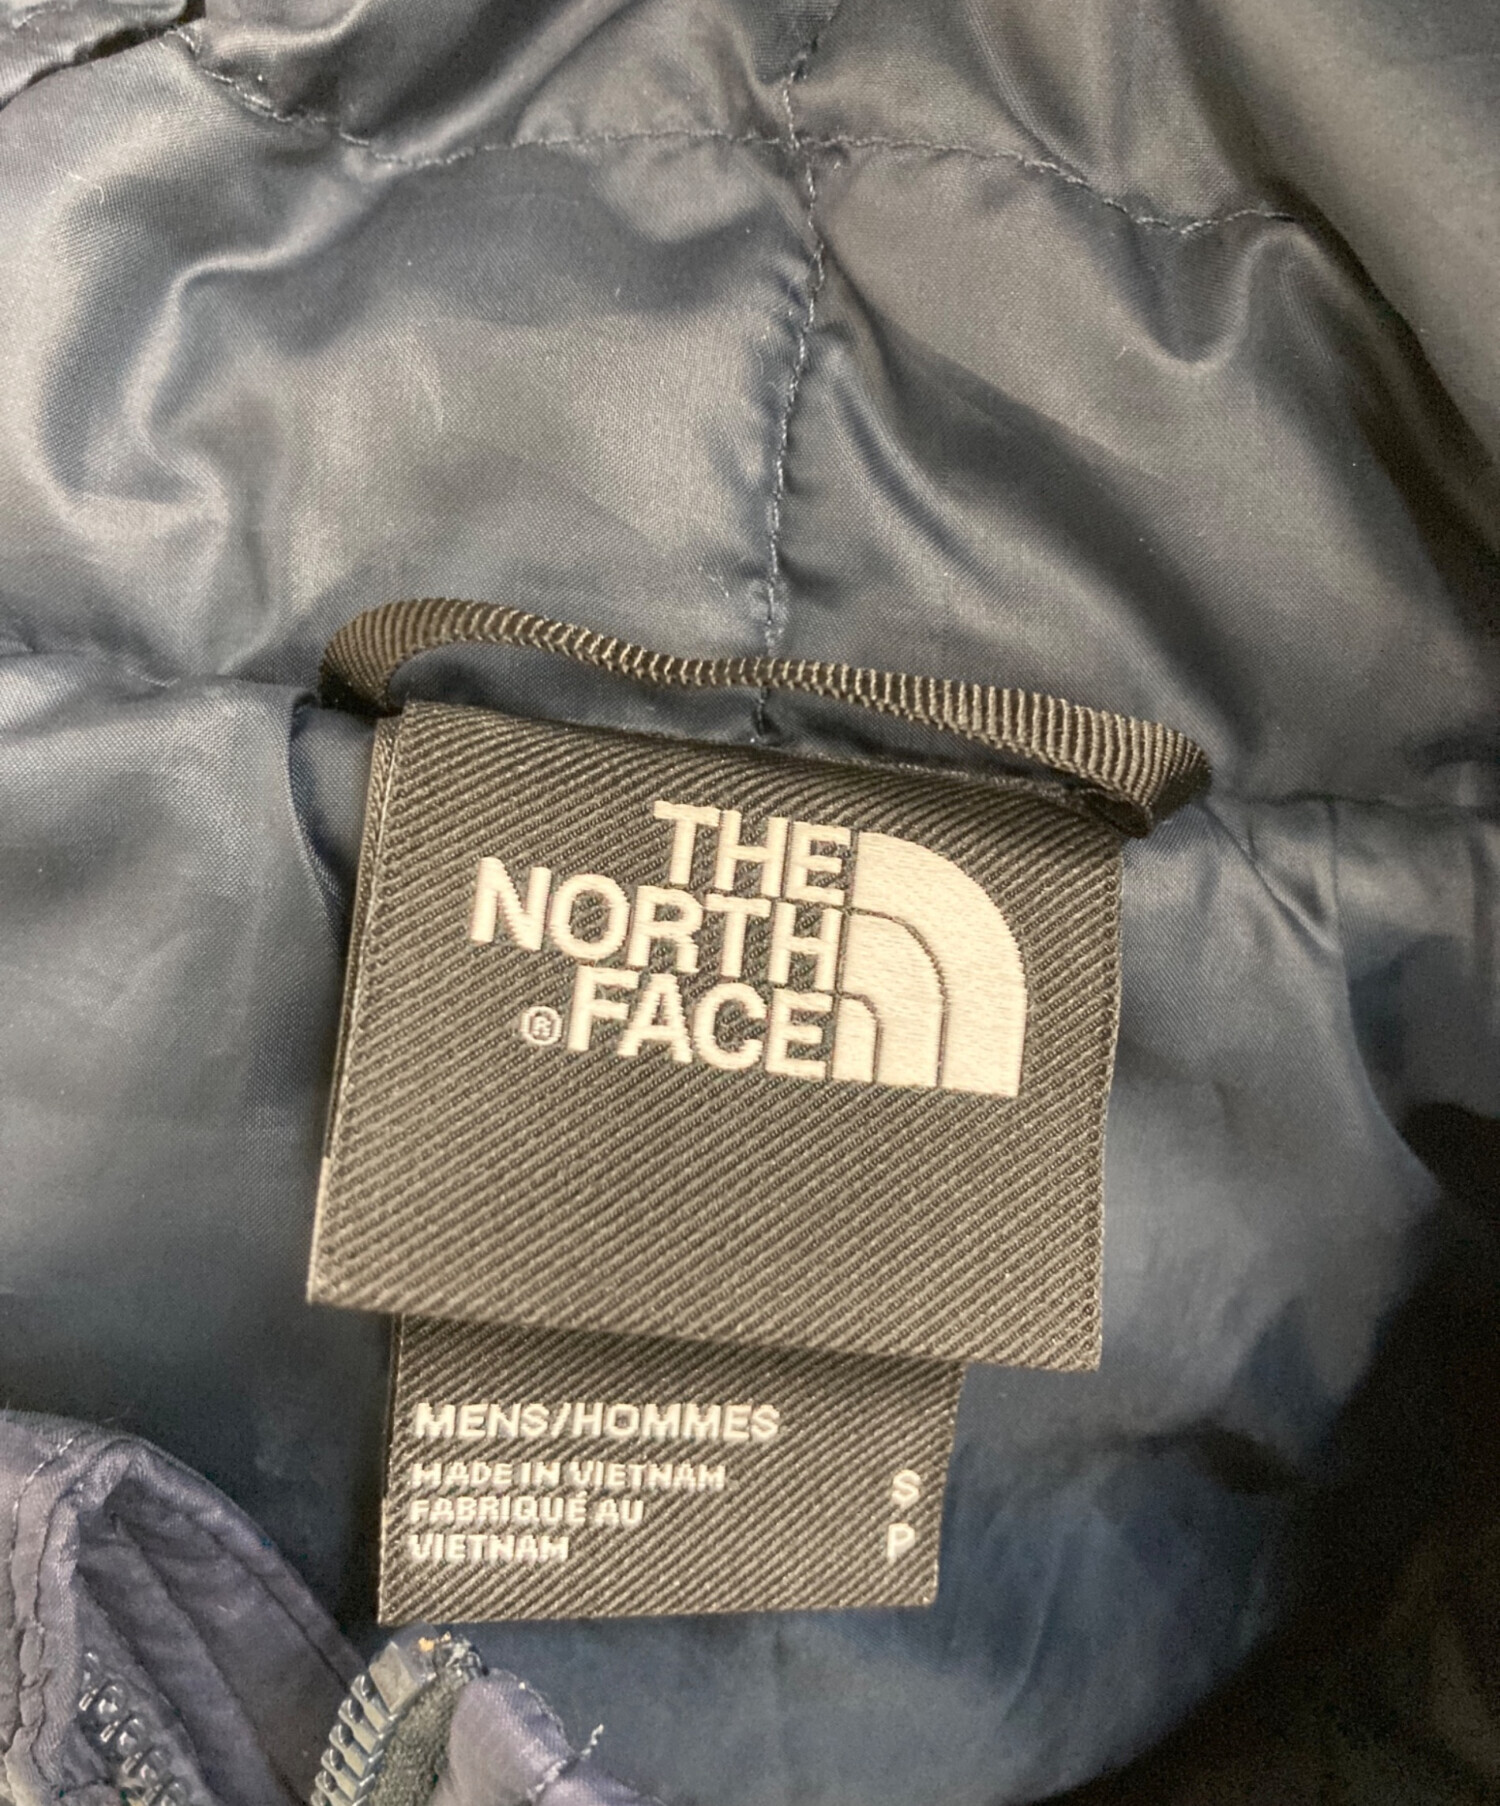 THE
NORTH
®FACE
MENS/HOMMES
MADE IN VIETNAM S
FABRIQUÉ AU
VIETNAM P